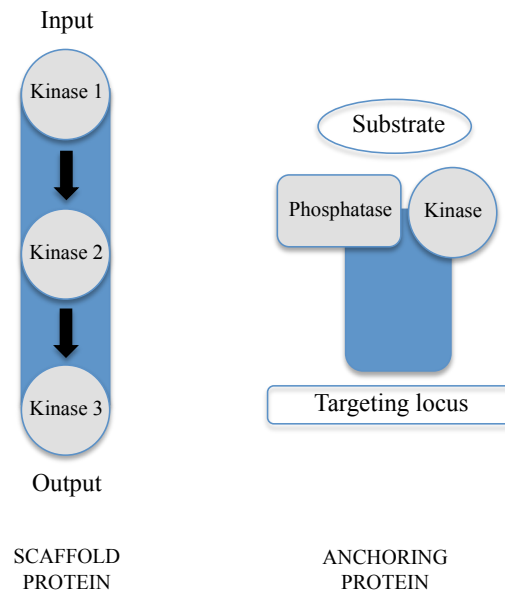 Input
Kinase 1
Kinase 2
Kinase 3
Output
SCAFFOLD
PROTEIN
Substrate
Phosphatase
Kinase
Targeting locus
ANCHORING
PROTEIN